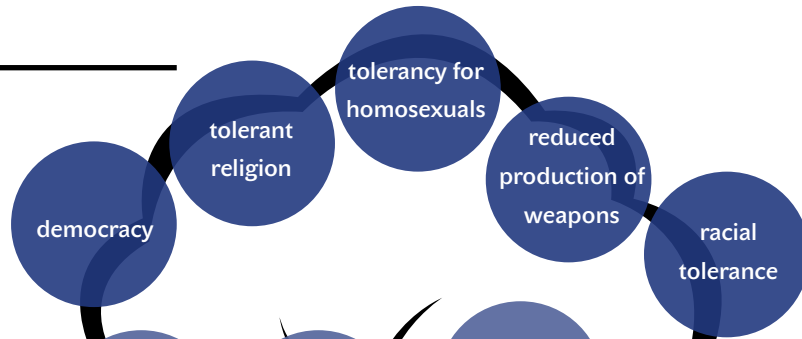 democracy
tolerant
religion
tolerancy for
homosexuals
reduced
production of
weapons
racial
tolerance